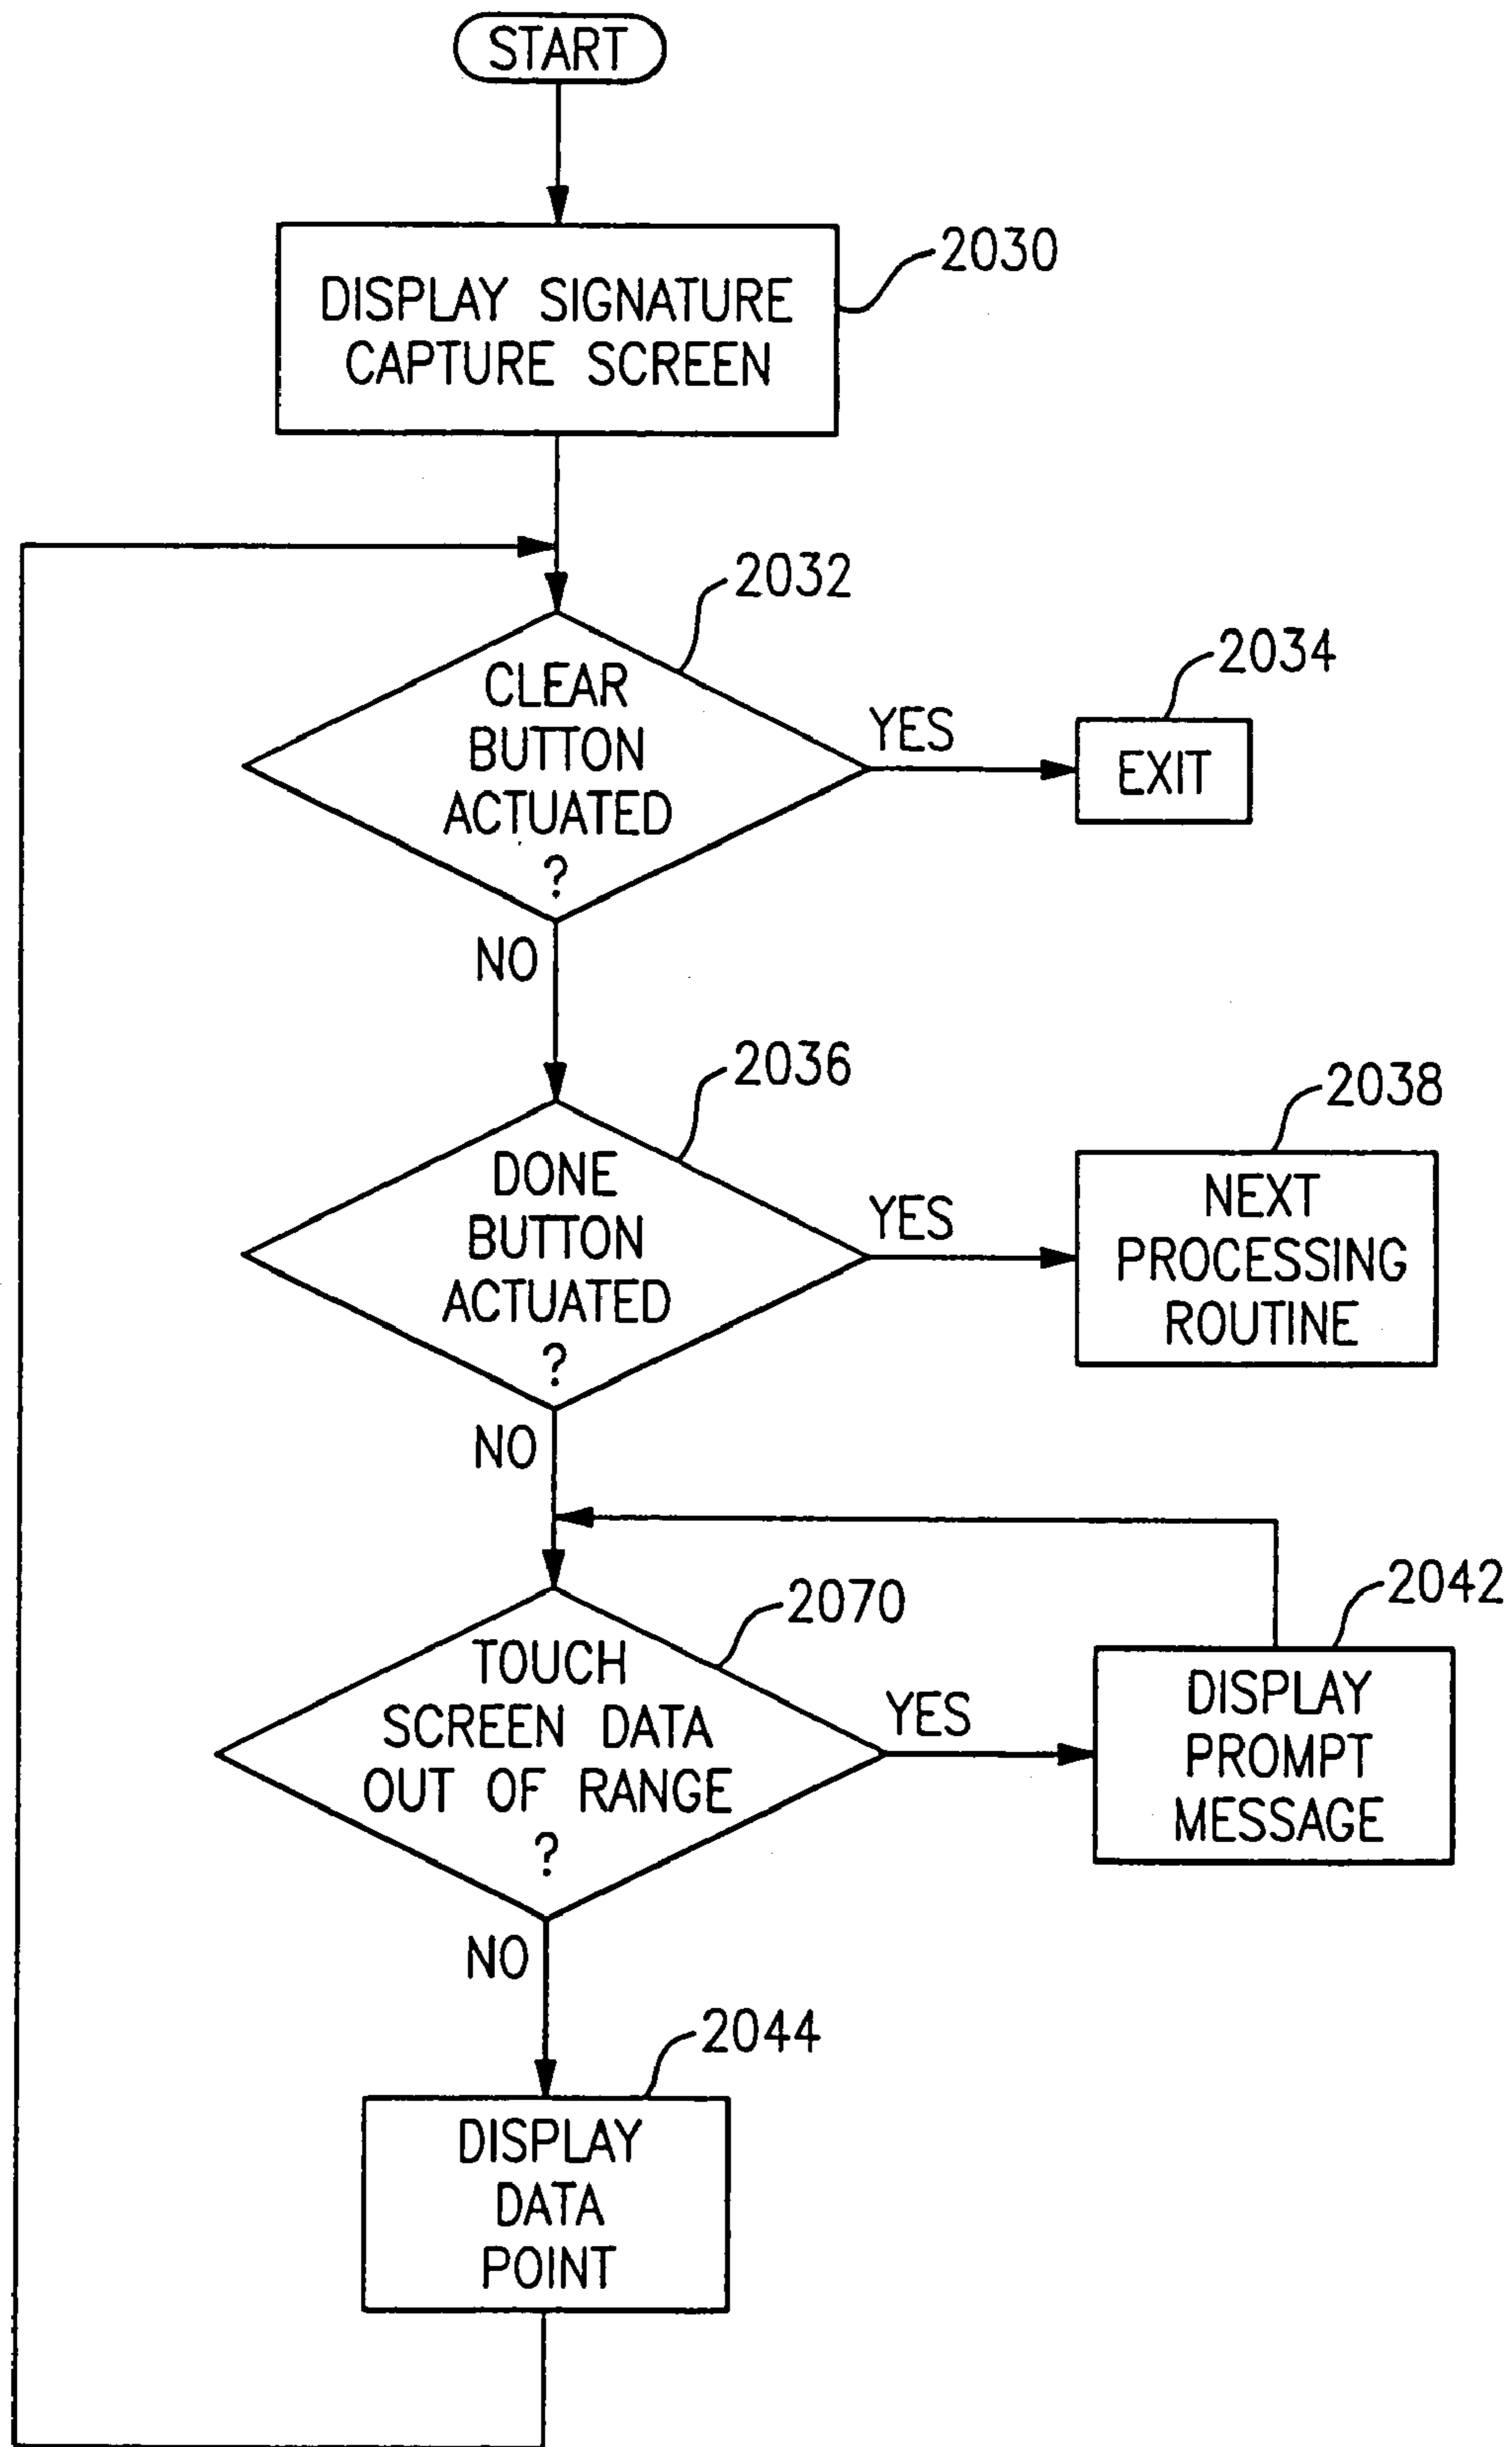 START
2030
DISPLAY SIGNATURE
CAPTURE SCREEN
2032
CLEAR
BUTTON
ACTUATED
?
YES
2034
EXIT
NO
2036
DONE
BUTTON
ACTUATED
?
YES
2038
NEXT
PROCESSING
ROUTINE
NO
2070
TOUCH
SCREEN DATA
OUT OF RANGE
?
YES
2042
DISPLAY
PROMPT
MESSAGE
NO
2044
DISPLAY
DATA
POINT